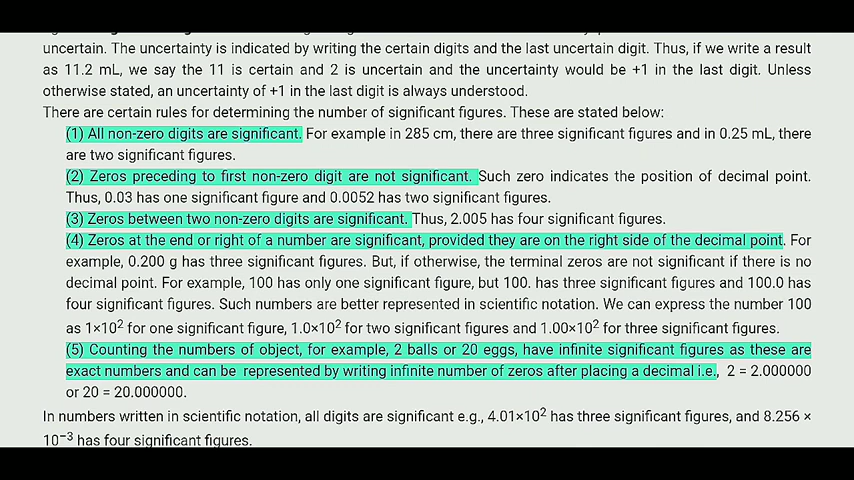 uncertain. The uncertainty is indicated by writing the certain digits and the last uncertain digit. Thus, if we write a result
as 11.2 mL, we say the 11 is certain and 2 is uncertain and the uncertainty would be +1 in the last digit. Unless
otherwise stated, an uncertainty of +1 in the last digit is always understood.
There are certain rules for determining the number of significant figures. These are stated below:
(1) All non-zero digits are significant. For example in 285 cm, there are three significant figures and in 0.25 mL, there
are two significant figures.
(2) Zeros preceding to first non-zero digit are not significant. Such zero indicates the position of decimal point.
Thus, 0.03 has one significant figure and 0.0052 has two significant figures.
(3) Zeros between two non-zero digits are significant. Thus, 2.005 has four significant figures.
(4) Zeros at the end or right of a number are significant, provided they are on the right side of the decimal point. For
example, 0.200 g has three significant figures. But, if otherwise, the terminal zeros are not significant if there is no
decimal point. For example, 100 has only one significant figure, but 100. has three significant figures and 100.0 has
four significant figures. Such numbers are better represented in scientific notation. We can express the number 100
as 1×10² for one significant figure, 1.0×10² for two significant figures and 1.00×10² for three significant figures.
(5) Counting the numbers of object, for example, 2 balls or 20 eggs, have infinite significant figures as these are
exact numbers and can be represented by writing infinite number of zeros after placing a decimal i.e., 2 = 2.000000
or 20 = 20.000000.
In numbers written in scientific notation, all digits are significant e.g., 4.01×10² has three significant figures, and 8.256 ×
10⁻³ has four significant figures.